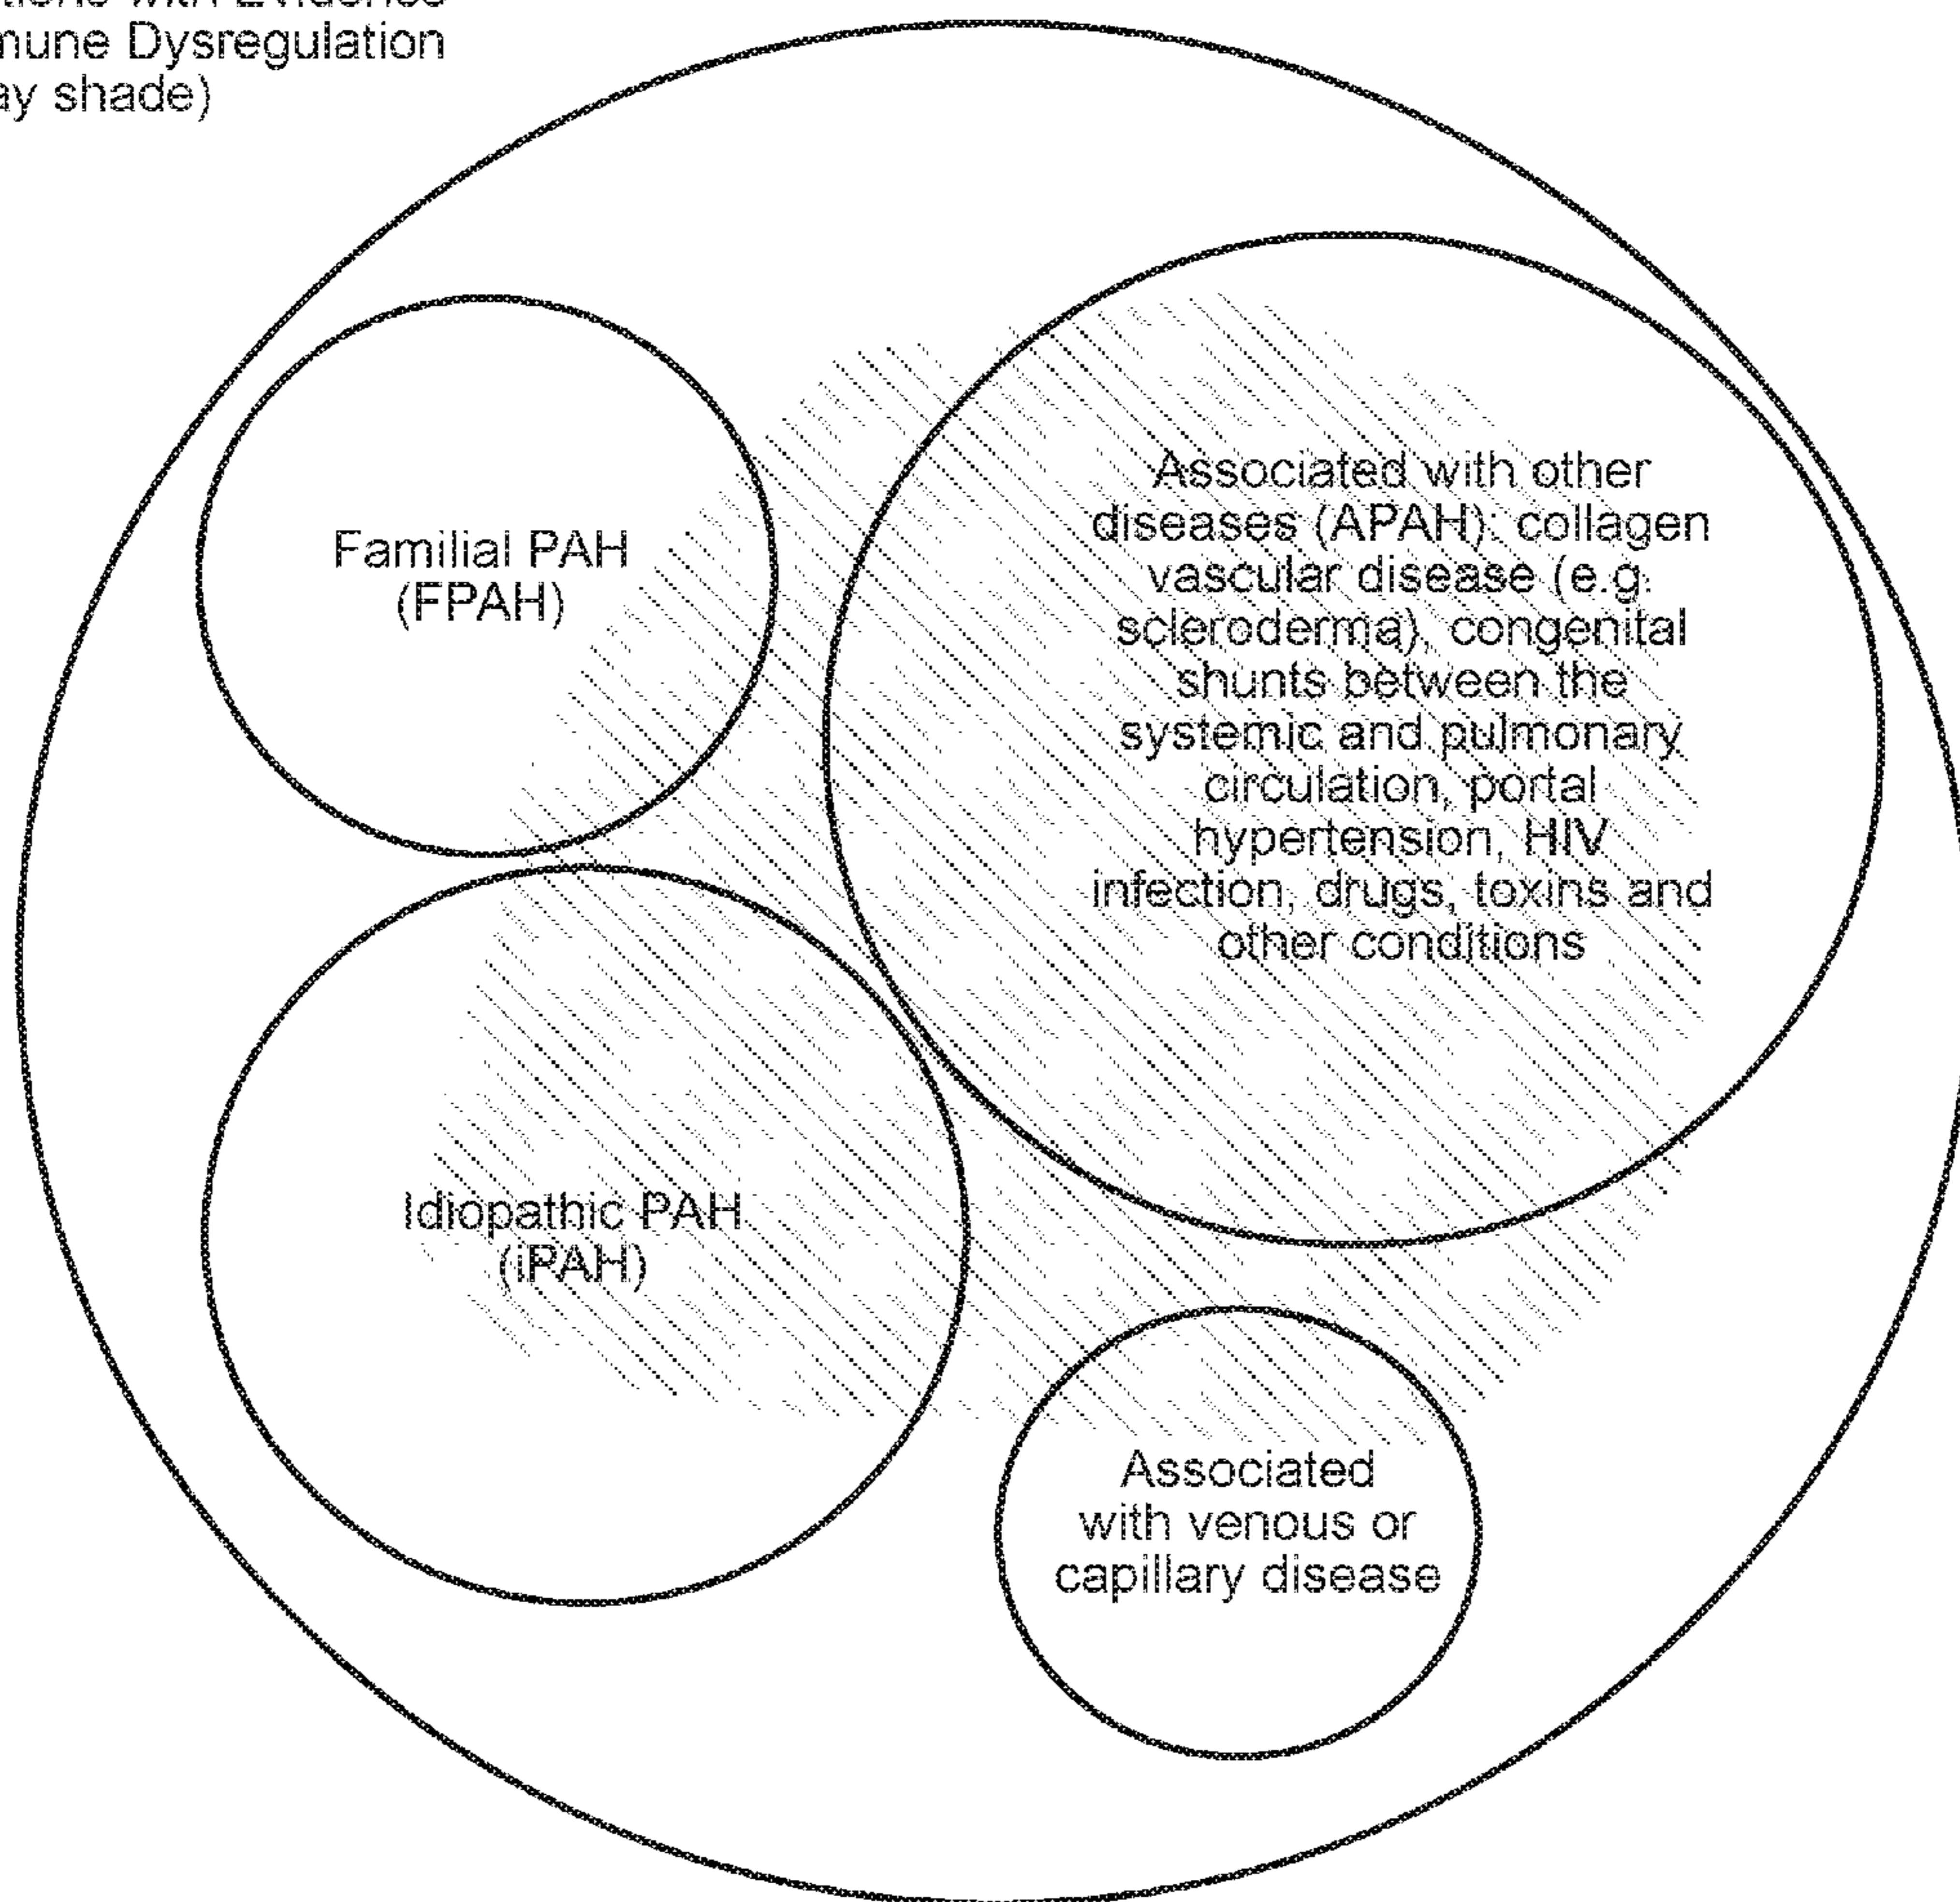 with Evidence
mune Dysregulation
ay shade)
Familial PAH
(FPAH)
Associated with other
diseases (APAH): collagen
vascular disease (e.g.
scleroderma), congenital
shunts between the
systemic and pulmonary
circulation, portal
hypertension, HIV
infection, drugs, toxins and
other conditions
Idiopathic PAH
(iPAH)
Associated
with venous or
capillary disease